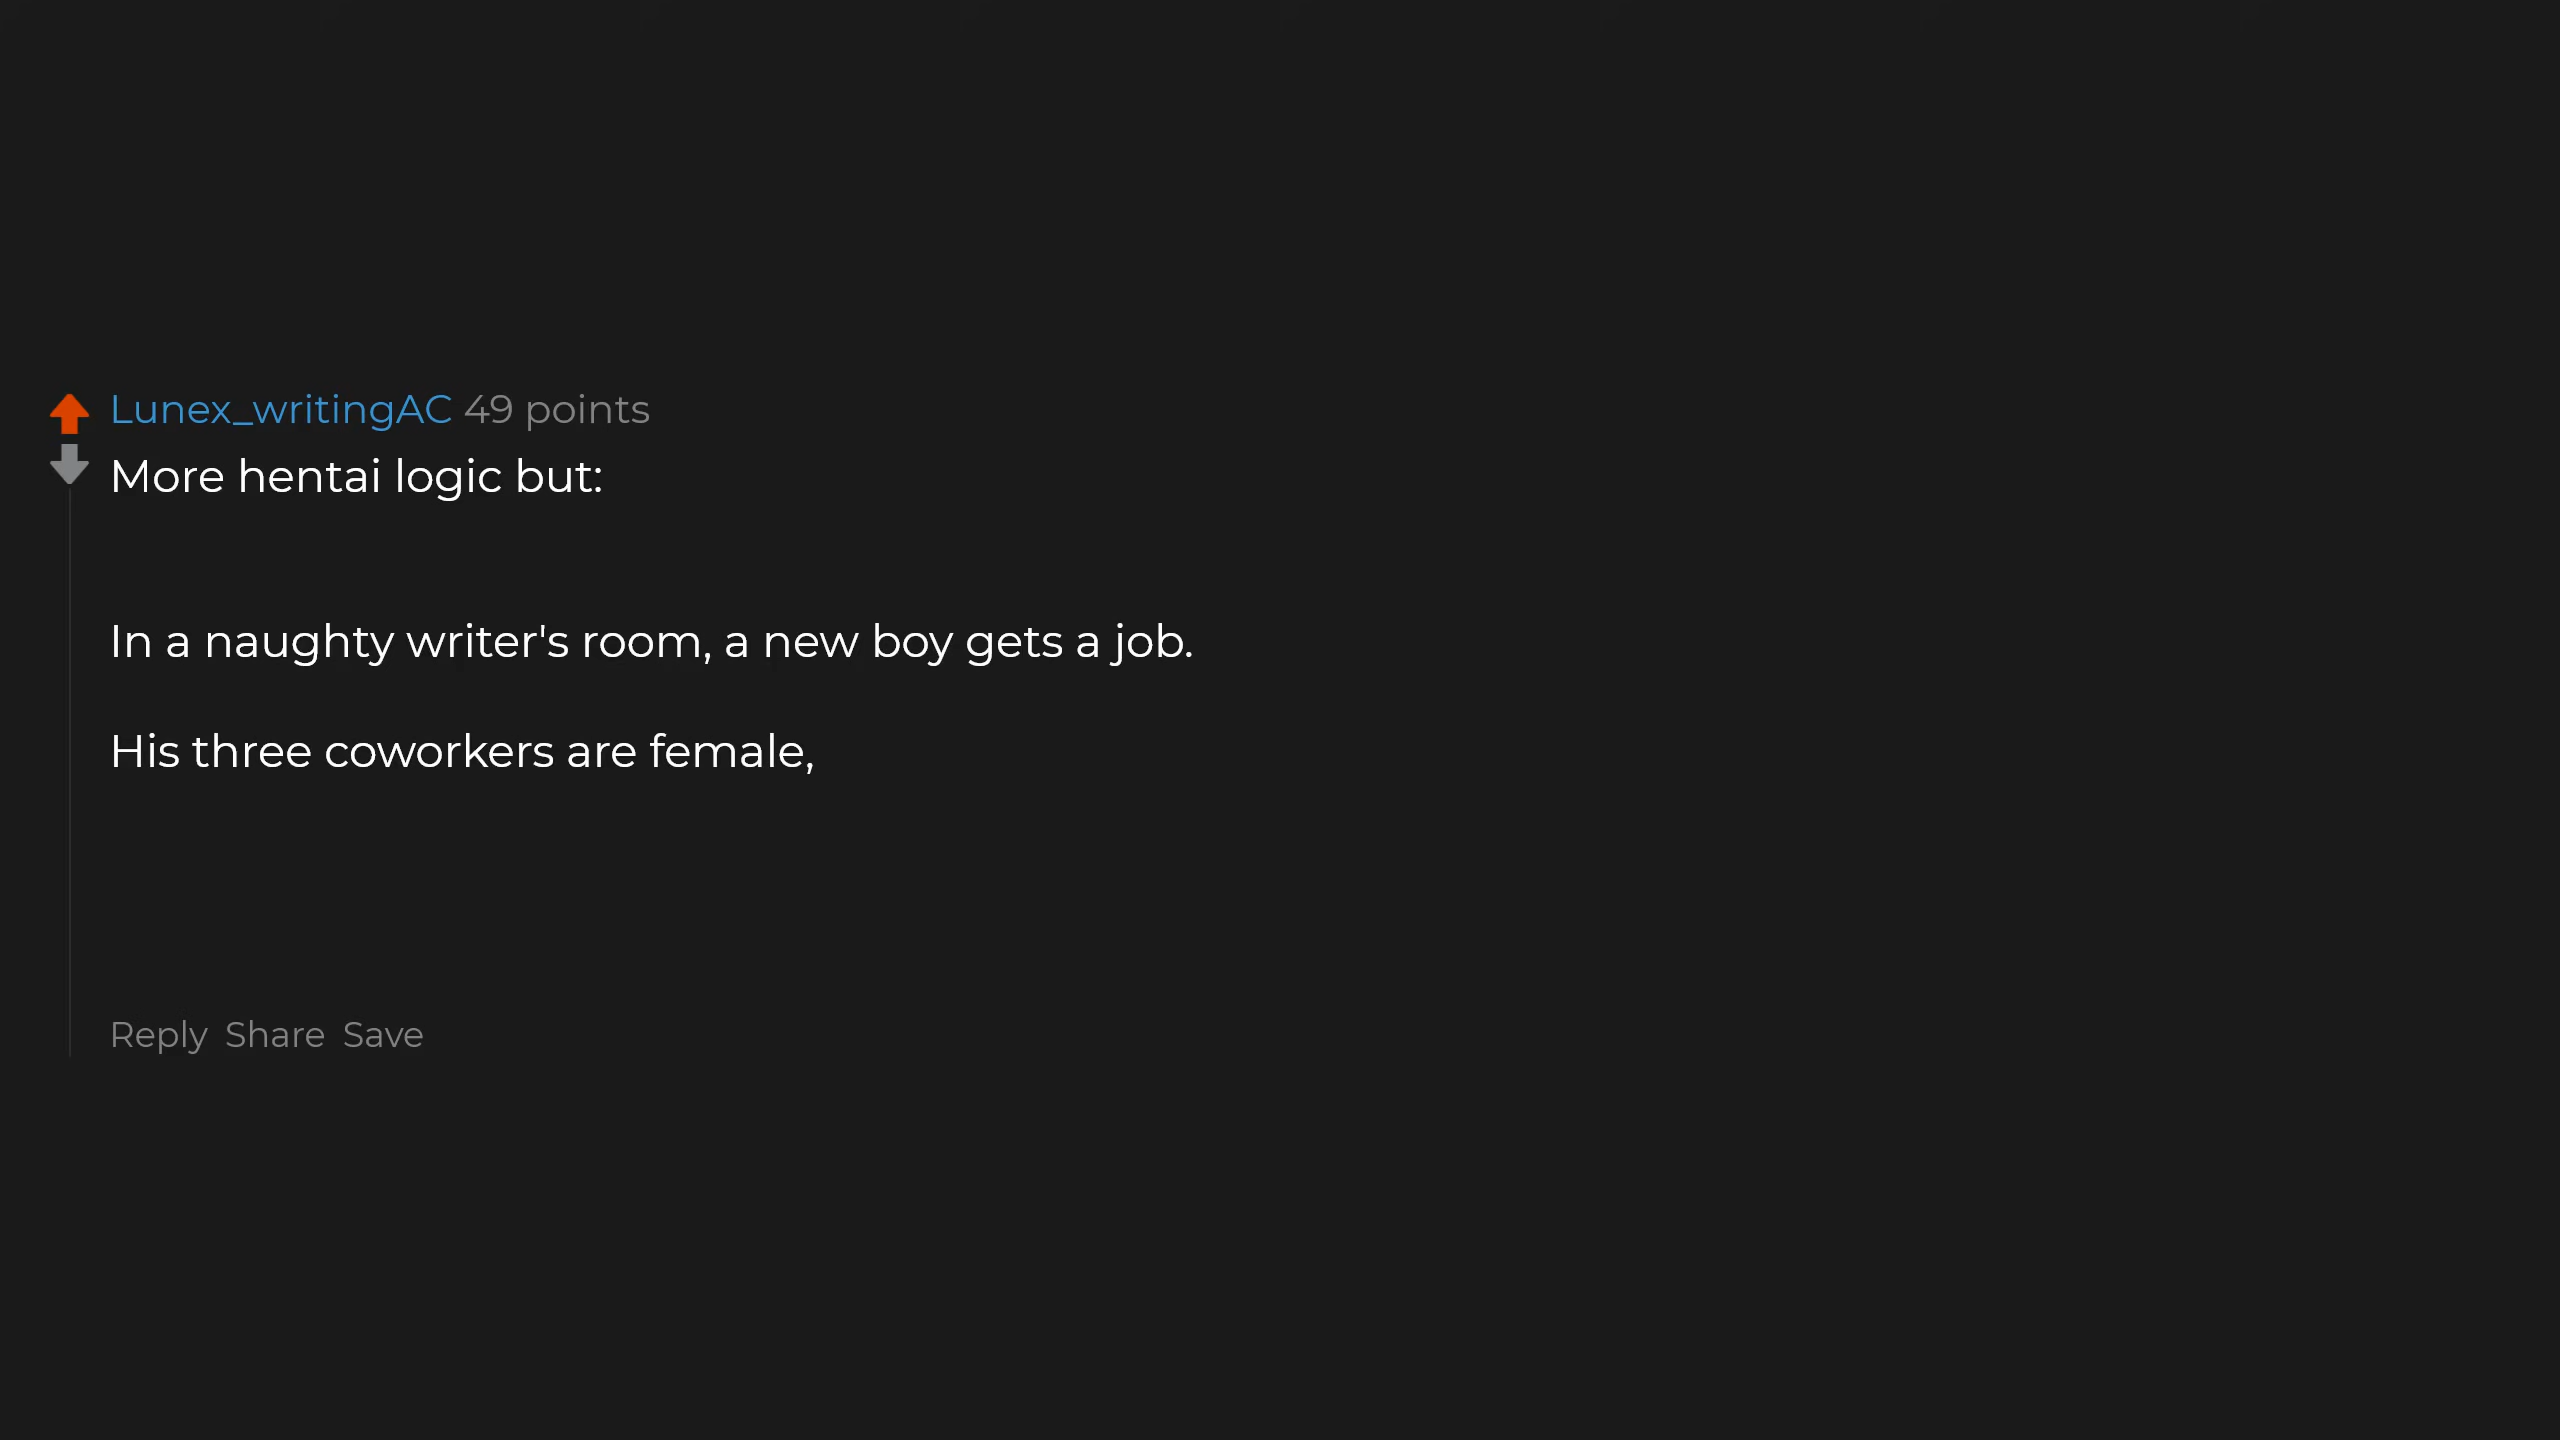 Lunex_writingAC 49 points
More hentai logic but:
In a naughty writer's room, a new boy gets a job.
His three coworkers are female,
Reply Share Save